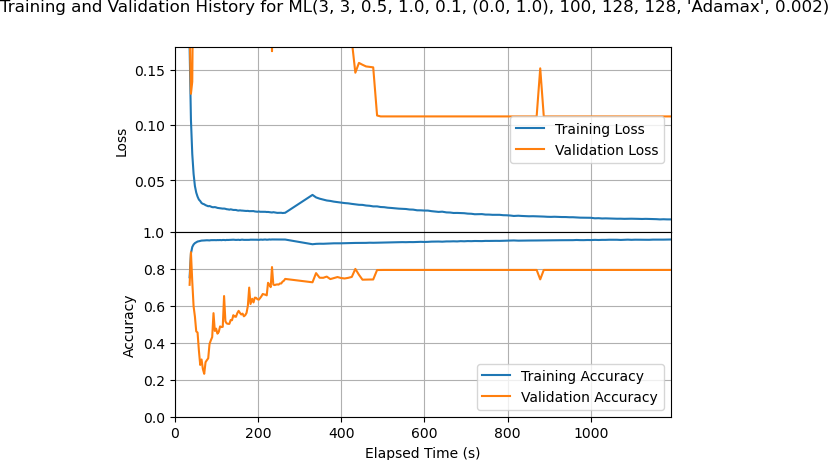 Training and Validation History for ML(3, 3, 0.5, 1.0, 0.1, (0.0, 1.0), 100, 128, 128, 'Adamax', 0.002)
0.15
0.10
0.05
Loss
Training Loss
Validation Loss
1.0
0.8
0.6
0.4
0.2
0.0
Accuracy
Training Accuracy
Validation Accuracy
0 200 400 600 800 1000
Elapsed Time (s)